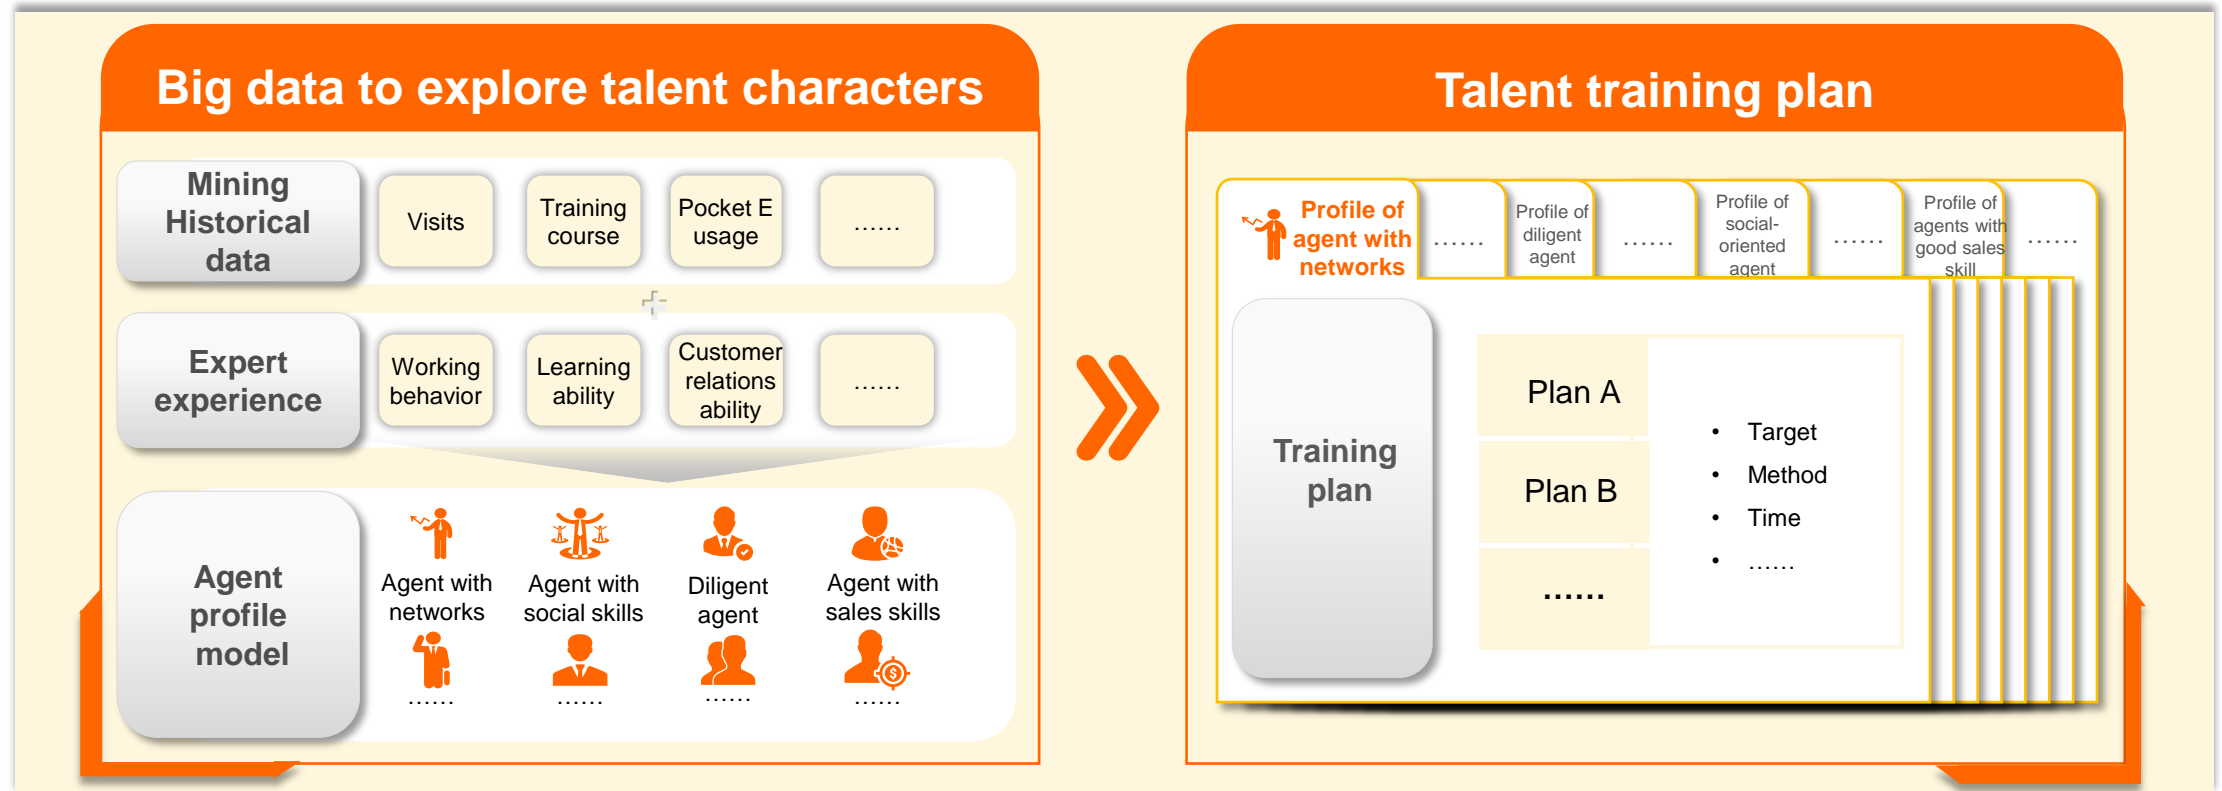 Big data to explore talent characters
Mining
Historical
data
Visits
Training
course
Pocket E
usage
......
Expert
experience
Working
behavior
Learning
ability
Customer
relations
ability
......
Agent
profile
model
Agent with
networks
Agent with
social skills
Diligent
agent
Agent with
sales skills
......
......
......
......
Talent training plan
Profile of
agent with
networks
......
Profile of
diligent
agent
......
Profile of
social-
oriented
agent
......
Profile of
agents with
good sales
skill
......
Training
plan
Plan A
Plan B
......
• Target
• Method
• Time
• ......